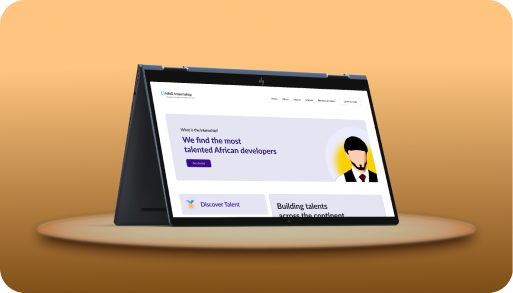 What is the Internship?
We find the most
talented African developers
Discover Talent
Building talents
across the continent